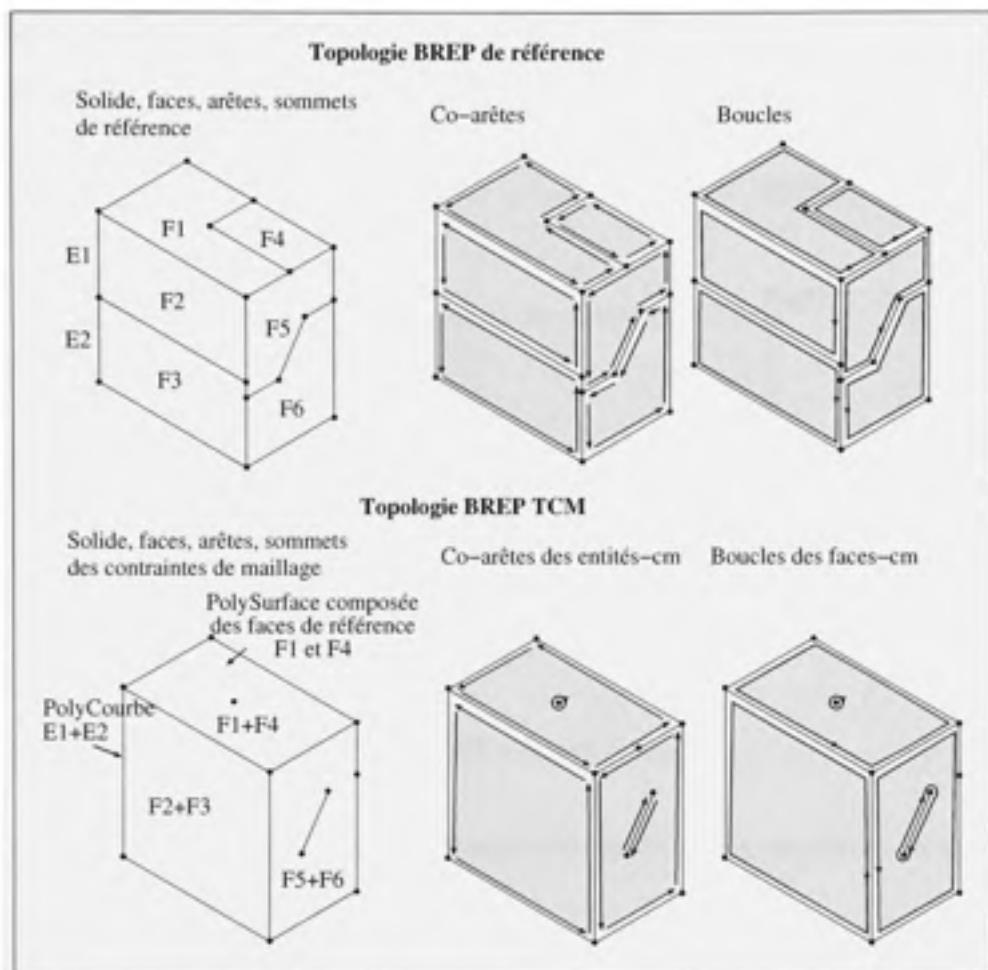 Topologie BREP de référence
Solide, faces, arêtes, sommets
de référence
Co-arêtes
Boucles
F1
F4
E1
F2
F5
E2
F3
F6
Topologie BREP TCM
Solide, faces, arêtes, sommets
des contraintes de maillage
Co-arêtes des entités-cm
Boucles des faces-cm
PolySurface composée
des faces de référence
F1 et F4
PolyCourbe
E1+E2
F1+F4
F2+F3
F5+F6